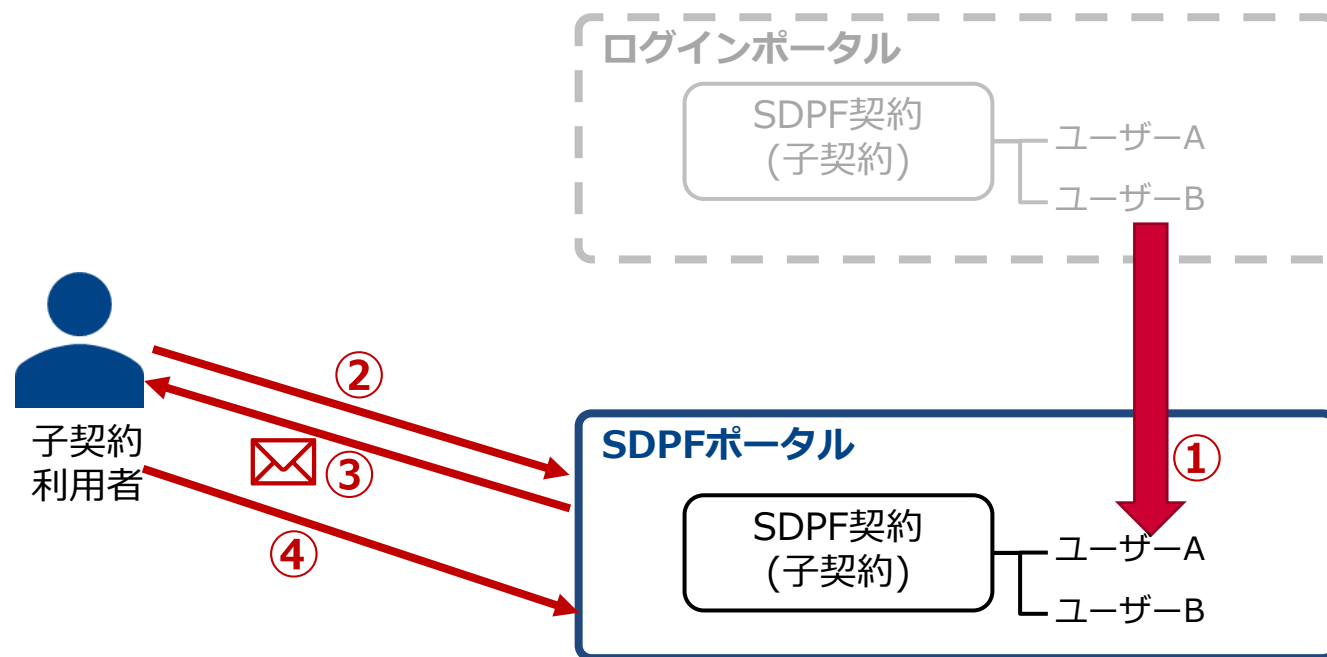 ログインポータル
SDPF契約
(子契約)
ユーザーA
ユーザーB
②
子契約
利用者
③
④
SDPFポータル
①
SDPF契約
(子契約)
ユーザーA
ユーザーB